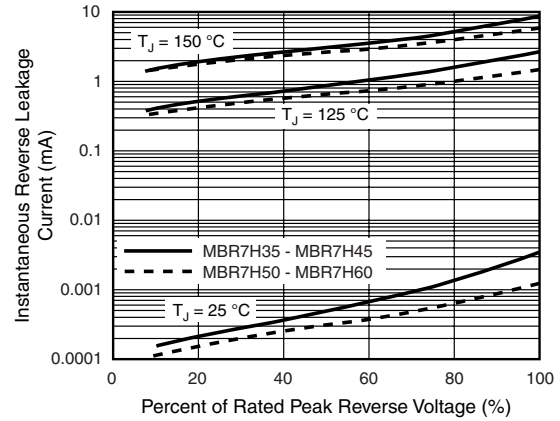 10
1
0.1
0.01
0.001
0.0001
Instantaneous Reverse Leakage
Current (mA)
TJ = 150 °C
TJ = 125 °C
MBR7H35 - MBR7H45
MBR7H50 - MBR7H60
TJ = 25 °C
0
20
40
60
80
100
Percent of Rated Peak Reverse Voltage (%)